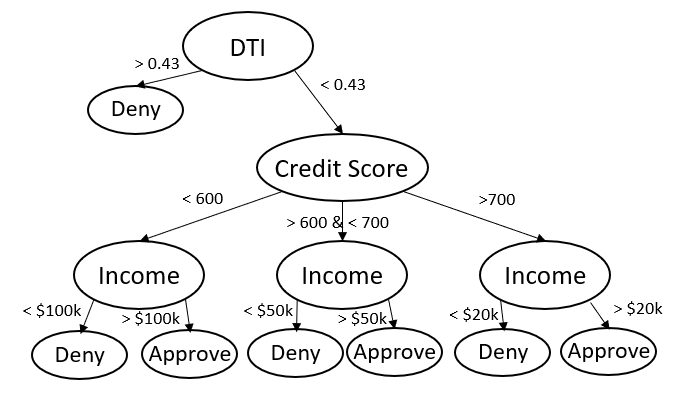 DTI
> 0.43
< 0.43
Deny
Credit Score
< 600
> 600 & < 700
>700
Income
Income
Income
< $100k
> $100k
< $50k
> $50k
< $20k
> $20k
Deny
Approve
Deny
Approve
Deny
Approve